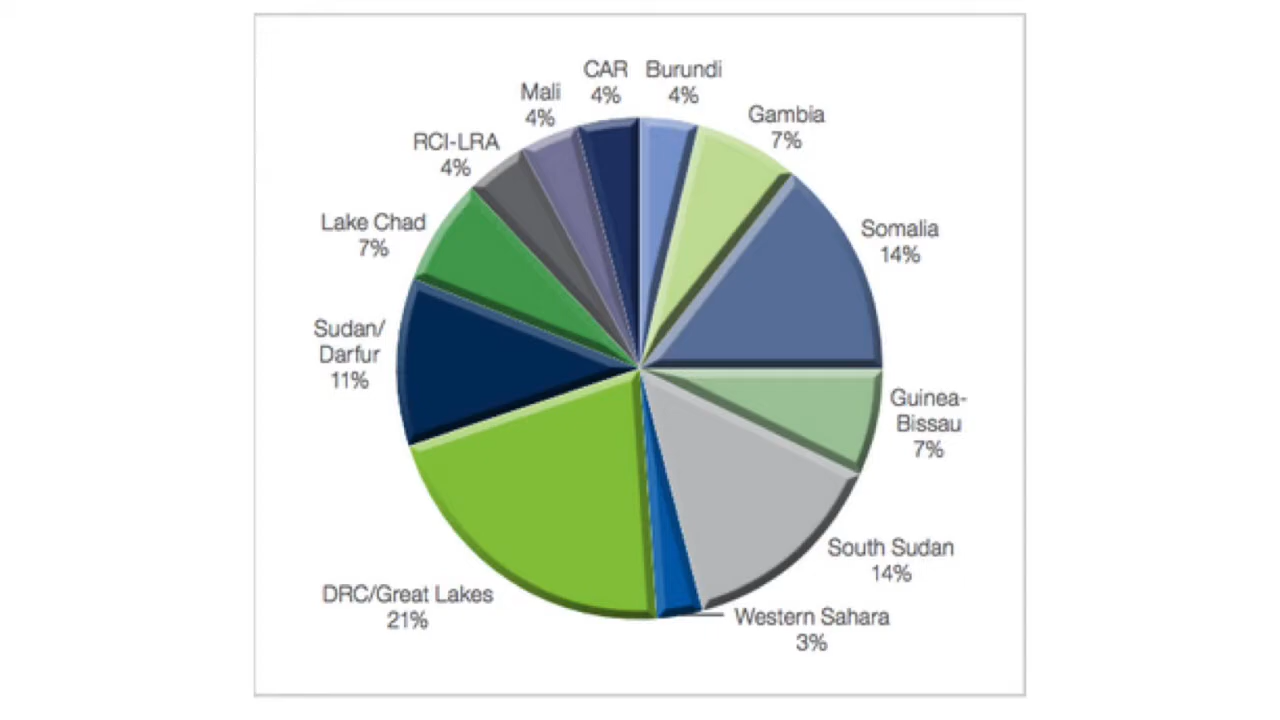 CAR
4%
Burundi
4%
Mali
4%
Gambia
7%
RCI-LRA
4%
Lake Chad
7%
Somalia
14%
Sudan/
Darfur
11%
Guinea-
Bissau
7%
South Sudan
14%
DRC/Great Lakes
21%
Western Sahara
3%